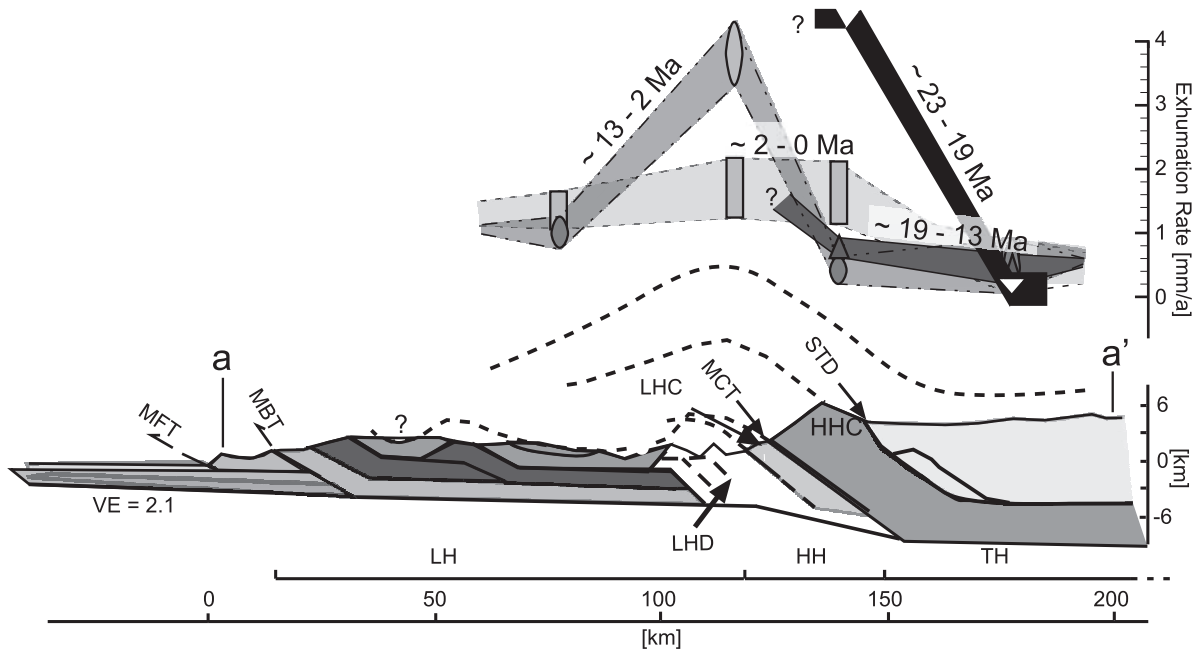 ?
4
~ 23 - 19 Ma
~ 13 - 2 Ma
3
Exhumation Rate [mm/a]
~ 2 - 0 Ma
2
?
~ 19 - 13 Ma
1
0
a
STD
a’
MCT
LHC
MBT
MFT
?
HHC
6
0
-6
[km]
VE = 2.1
LHD
LH
HH
TH
0
50
100
150
200
[km]